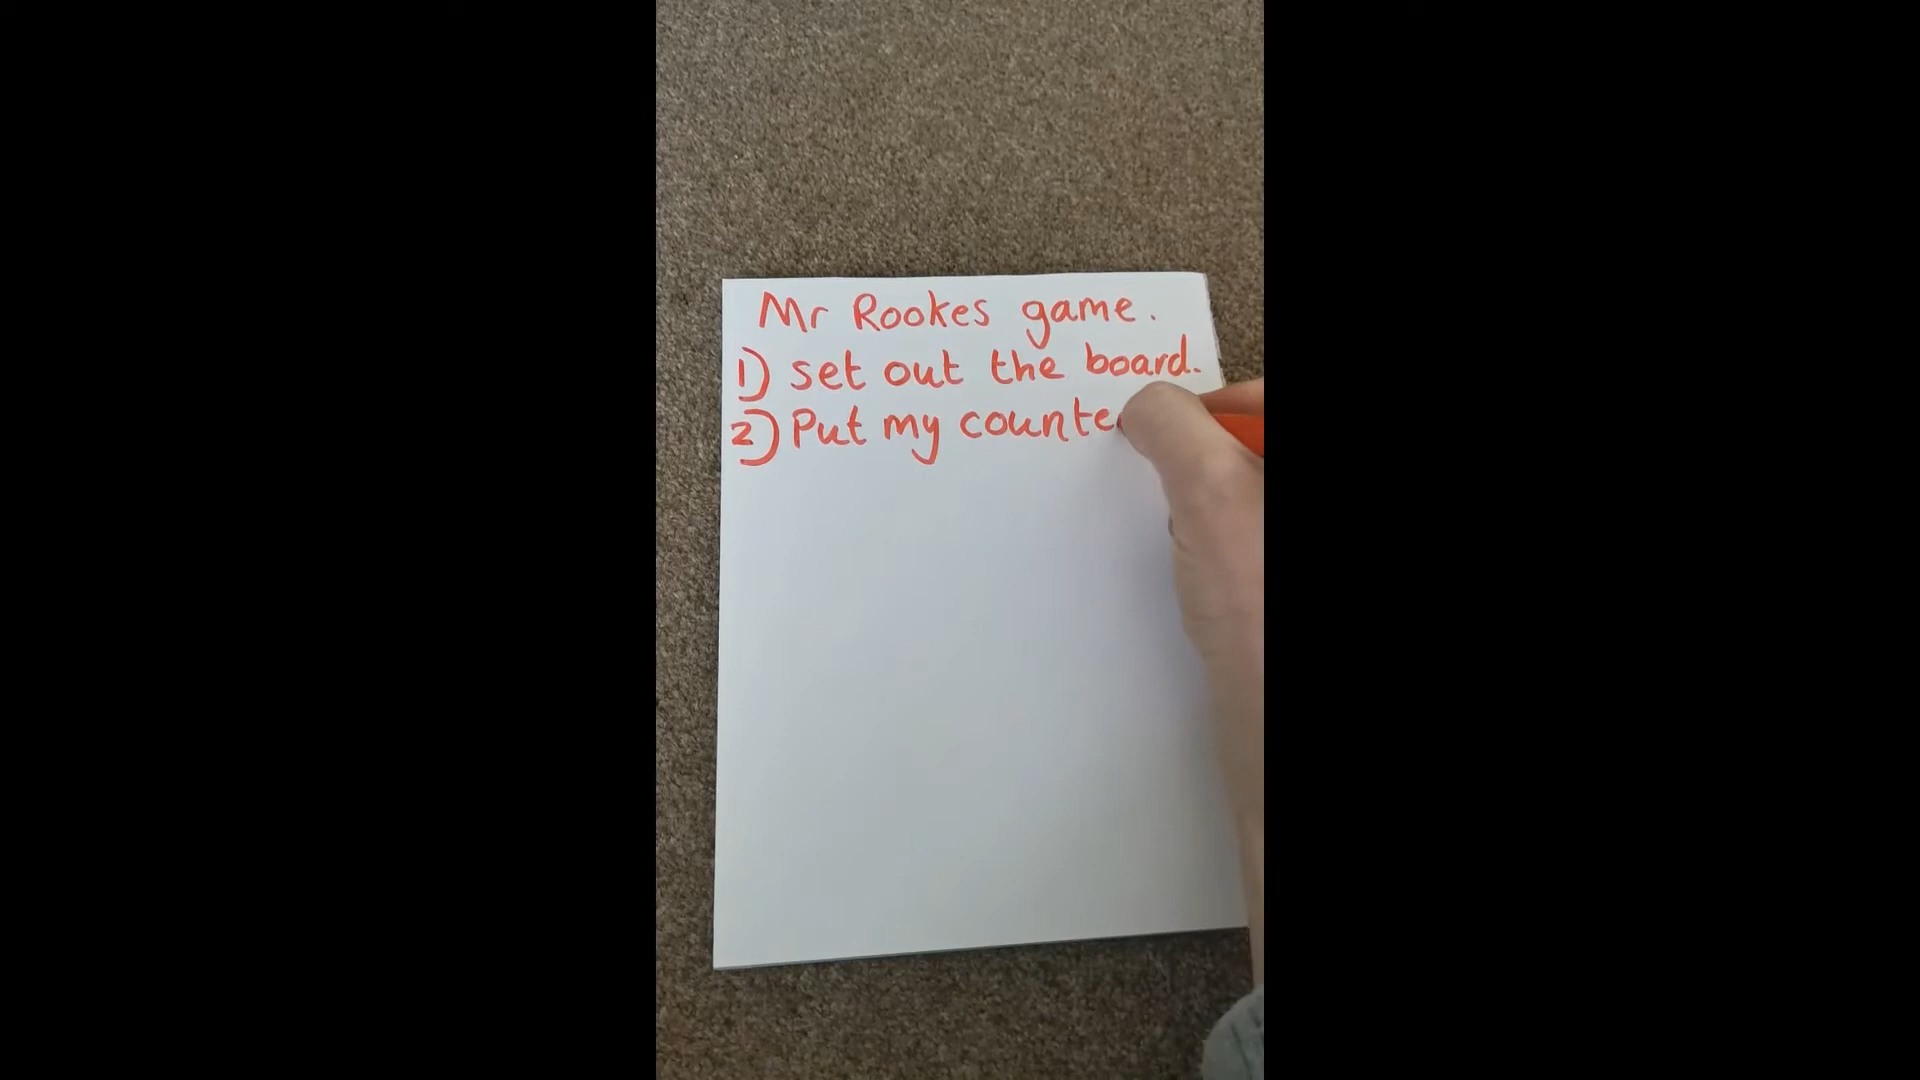 Mr Rookes game.
1) set out the board.
2) Put my counte